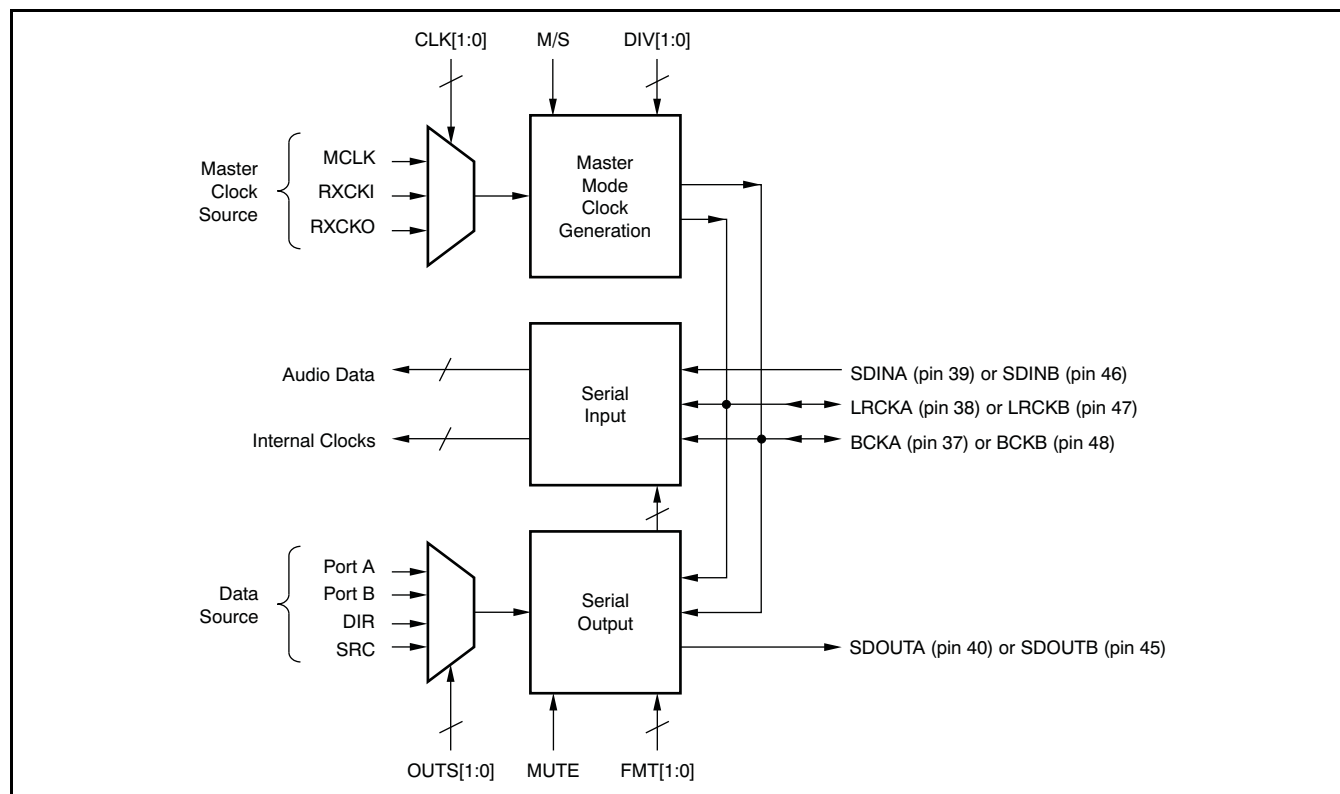 CLK[1:0]
M/S
DIV[1:0]
Master
Clock
Source
MCLK
RXCKI
RXCKO
Master
Mode
Clock
Generation
Audio Data
Internal Clocks
Serial
Input
SDINA (pin 39) or SDINB (pin 46)
LRCKA (pin 38) or LRCKB (pin 47)
BCKA (pin 37) or BCKB (pin 48)
Data
Source
Port A
Port B
DIR
SRC
Serial
Output
SDOUTA (pin 40) or SDOUTB (pin 45)
OUTS[1:0]
MUTE
FMT[1:0]